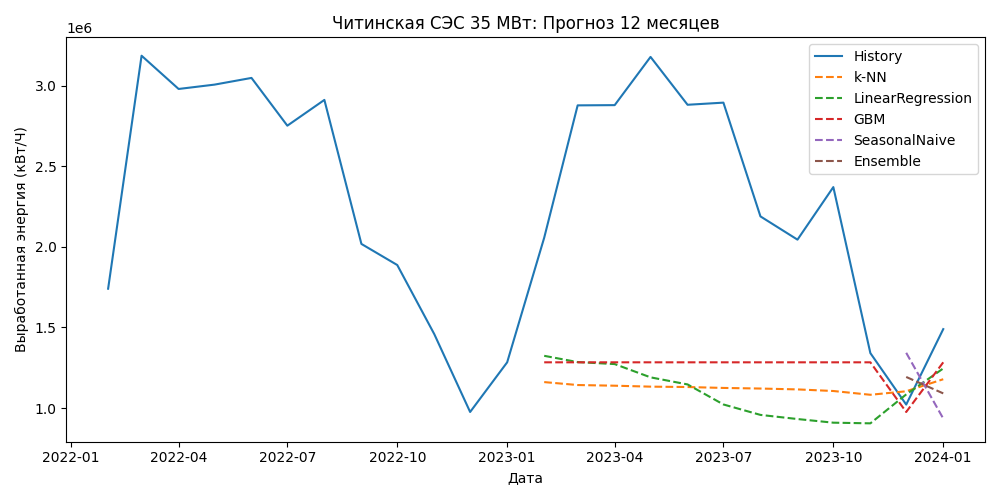 Читинская СЭС 35 МВт: Прогноз 12 месяцев
1e6
Выработанная энергия (кВт/Ч)
3.0
2.5
2.0
1.5
1.0
History
k-NN
LinearRegression
GBM
SeasonalNaive
Ensemble
2022-01 2022-04 2022-07 2022-10 2023-01 2023-04 2023-07 2023-10 2024-01
Дата